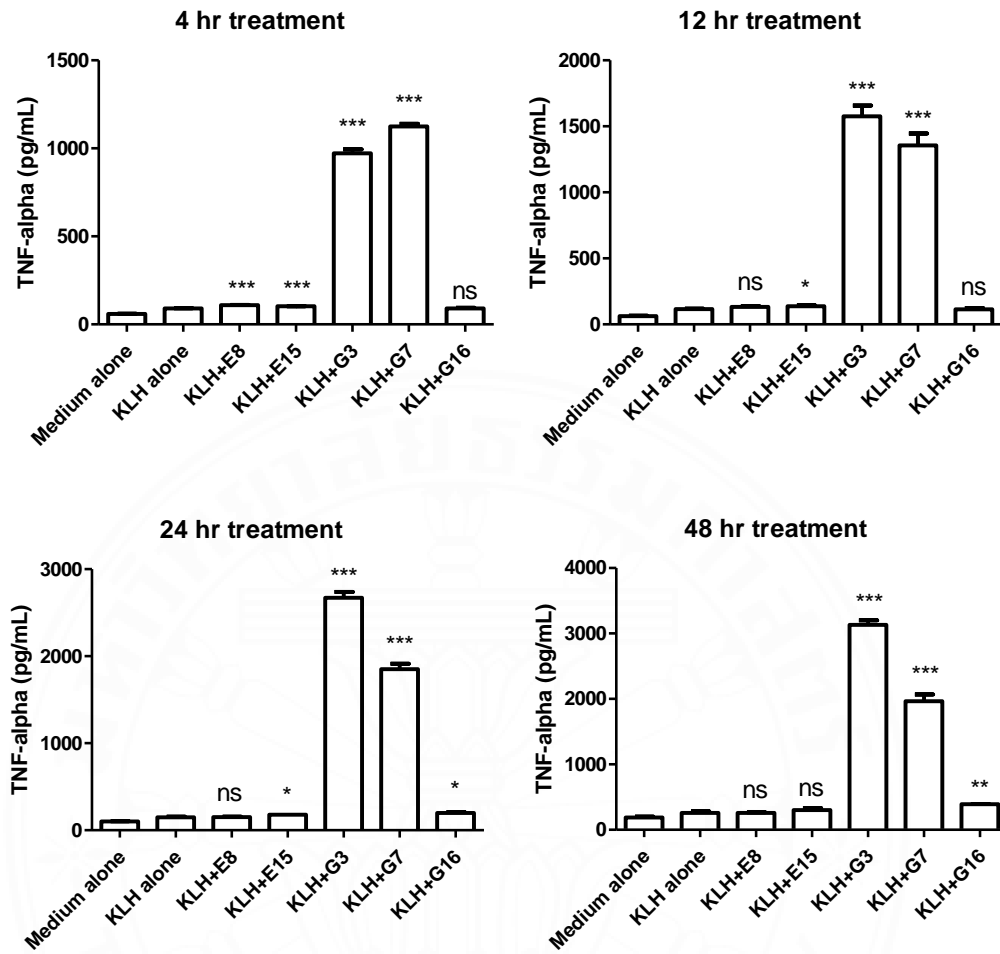 4 hr treatment
TNF-alpha (pg/mL)
1500
1000
500
0
***
***
***
***
ns
Medium alone
KLH alone
KLH+E8
KLH+E15
KLH+G3
KLH+G7
KLH+G16
12 hr treatment
TNF-alpha (pg/mL)
2000
1500
1000
500
0
ns
*
***
***
ns
Medium alone
KLH alone
KLH+E8
KLH+E15
KLH+G3
KLH+G7
KLH+G16
24 hr treatment
TNF-alpha (pg/mL)
3000
2000
1000
0
ns
*
***
***
*
Medium alone
KLH alone
KLH+E8
KLH+E15
KLH+G3
KLH+G7
KLH+G16
48 hr treatment
TNF-alpha (pg/mL)
4000
3000
2000
1000
0
ns
ns
***
***
**
Medium alone
KLH alone
KLH+E8
KLH+E15
KLH+G3
KLH+G7
KLH+G16